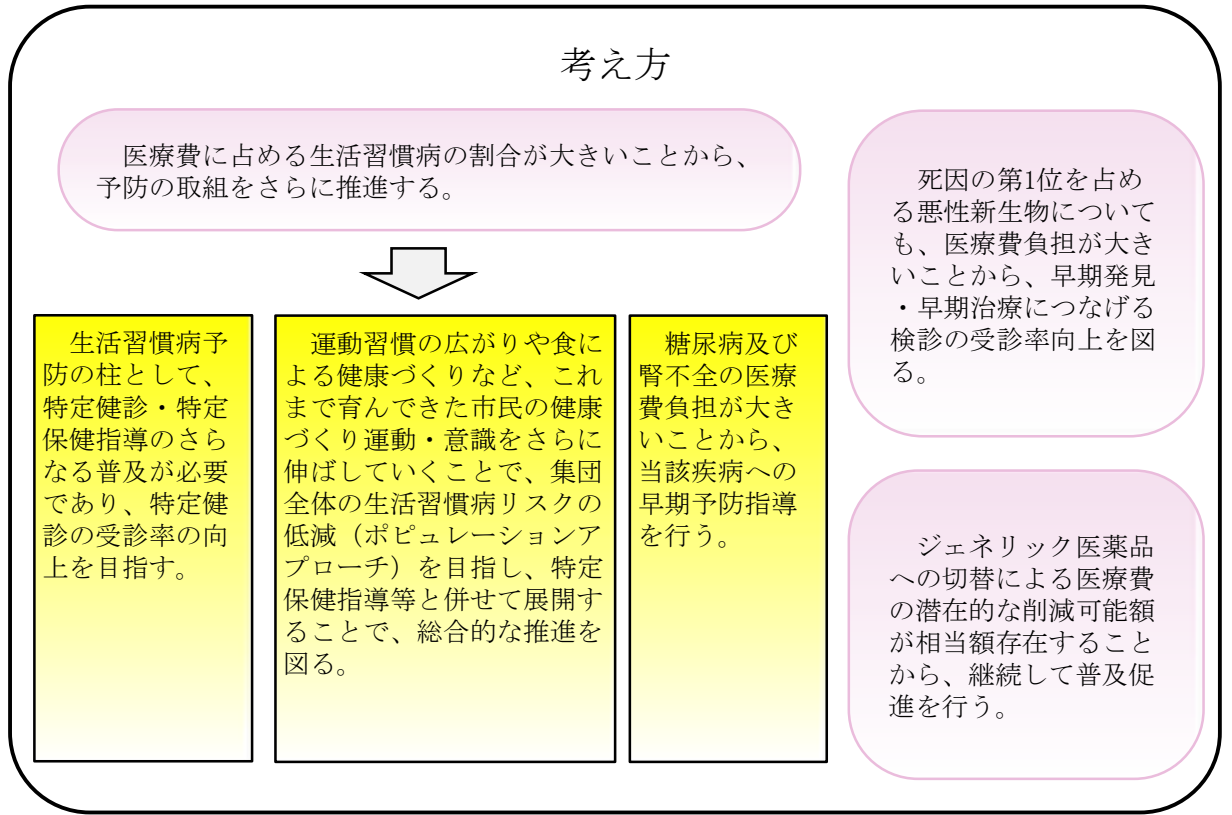 考え方
　医療費に占める生活習慣病の割合が大きいことから、
予防の取組をさらに推進する。
　生活習慣病予
防の柱として、
特定健診・特定
保健指導のさら
なる普及が必要
であり、特定健
診の受診率の向
上を目指す。
　運動習慣の広がりや食に
よる健康づくりなど、これ
まで育んできた市民の健康
づくり運動・意識をさらに
伸ばしていくことで、集団
全体の生活習慣病リスクの
低減（ポピュレーションア
プローチ）を目指し、特定
保健指導等と併せて展開す
ることで、総合的な推進を
図る。
　糖尿病及び
腎不全の医療
費負担が大き
いことから、
当該疾病への
早期予防指導
を行う。
　死因の第1位を占め
る悪性新生物について
も、医療費負担が大き
いことから、早期発見
・早期治療につなげる
検診の受診率向上を図
る。
　ジェネリック医薬品
への切替による医療費
の潜在的な削減可能額
が相当額存在すること
から、継続して普及促
進を行う。